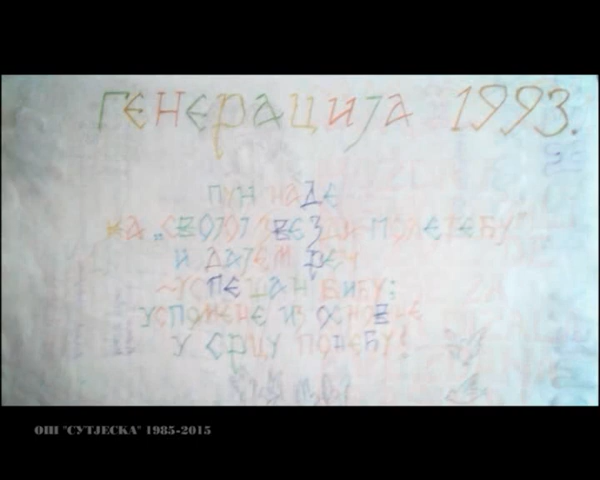 генерација 1993.
пун наде
ка „својој звезди полетећу"
и дајем реч
~успешан бићу;
успомене из основне
у срцу понећу!
ОШ "СУТЈЕСКА" 1985-2015